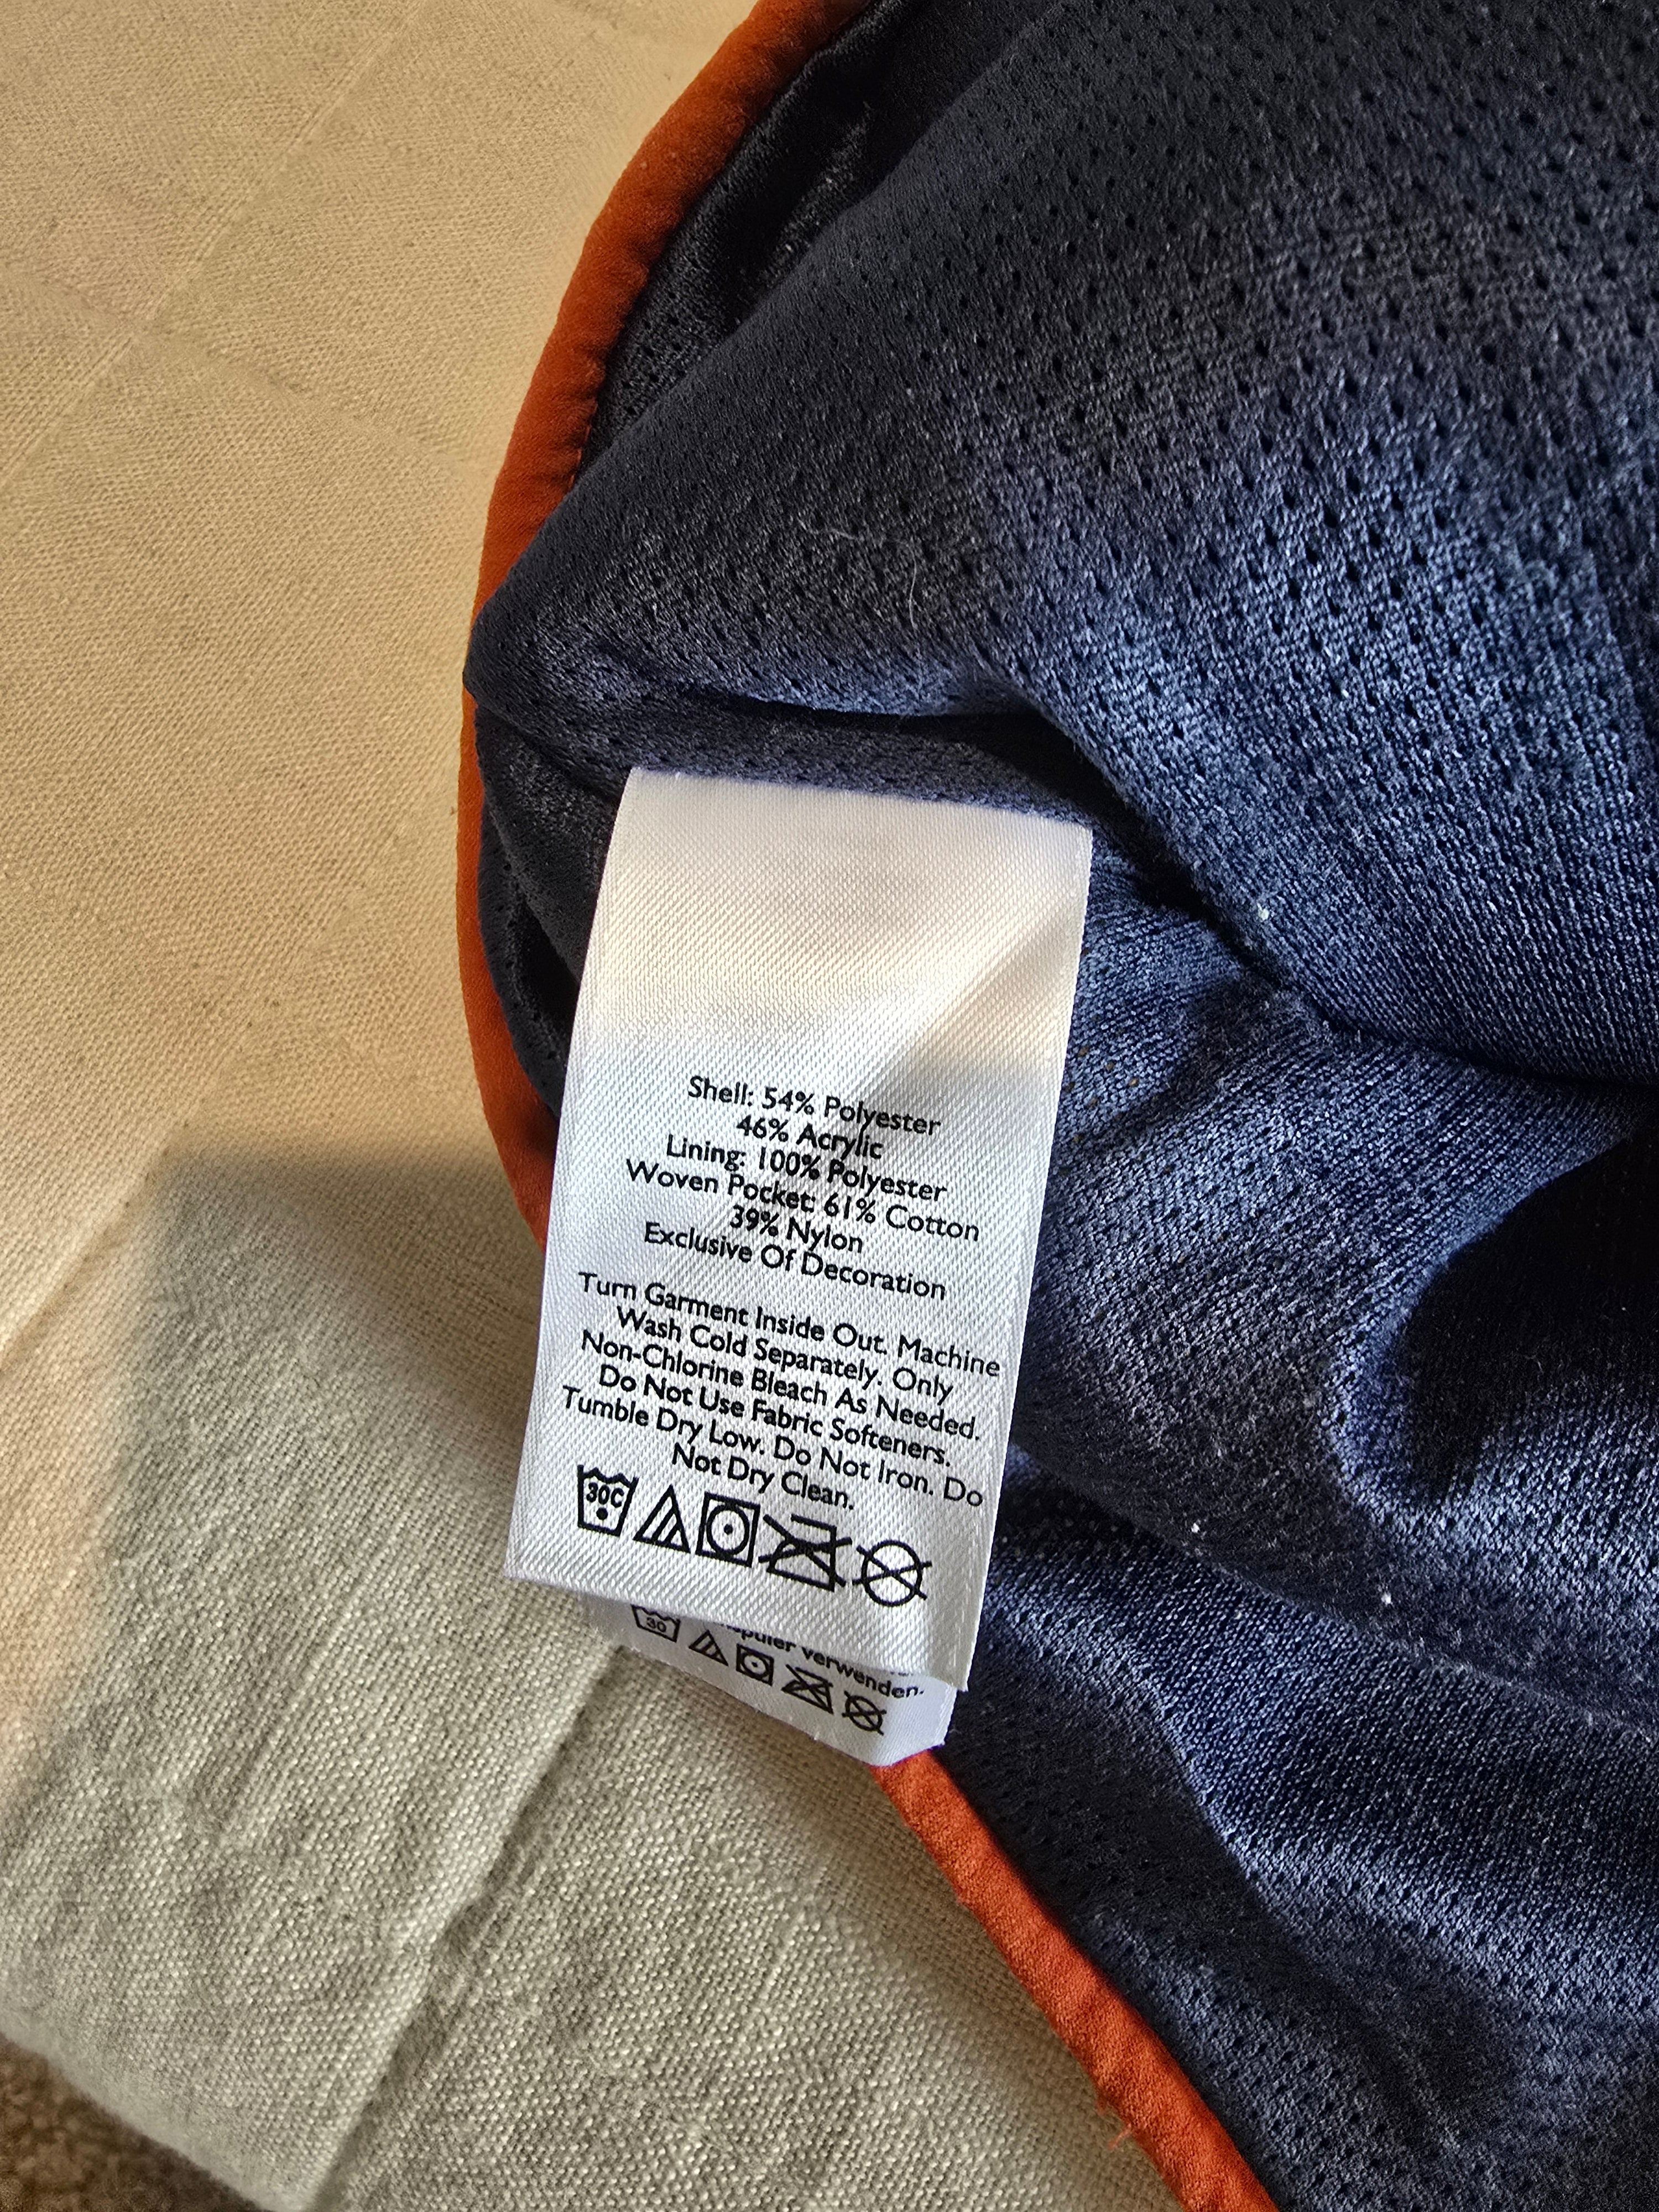 Shell: 54% Polyester
46% Acrylic
Lining: 100% Polyester
Woven Pocket: 61% Cotton
39% Nylon
Exclusive Of Decoration
Turn Garment Inside Out. Machine
Wash Cold Separately. Only
Non-Chlorine Bleach As Needed.
Do Not Use Fabric Softeners.
Tumble Dry Low. Do Not Iron. Do
Not Dry Clean.
30C
30
verwenden.